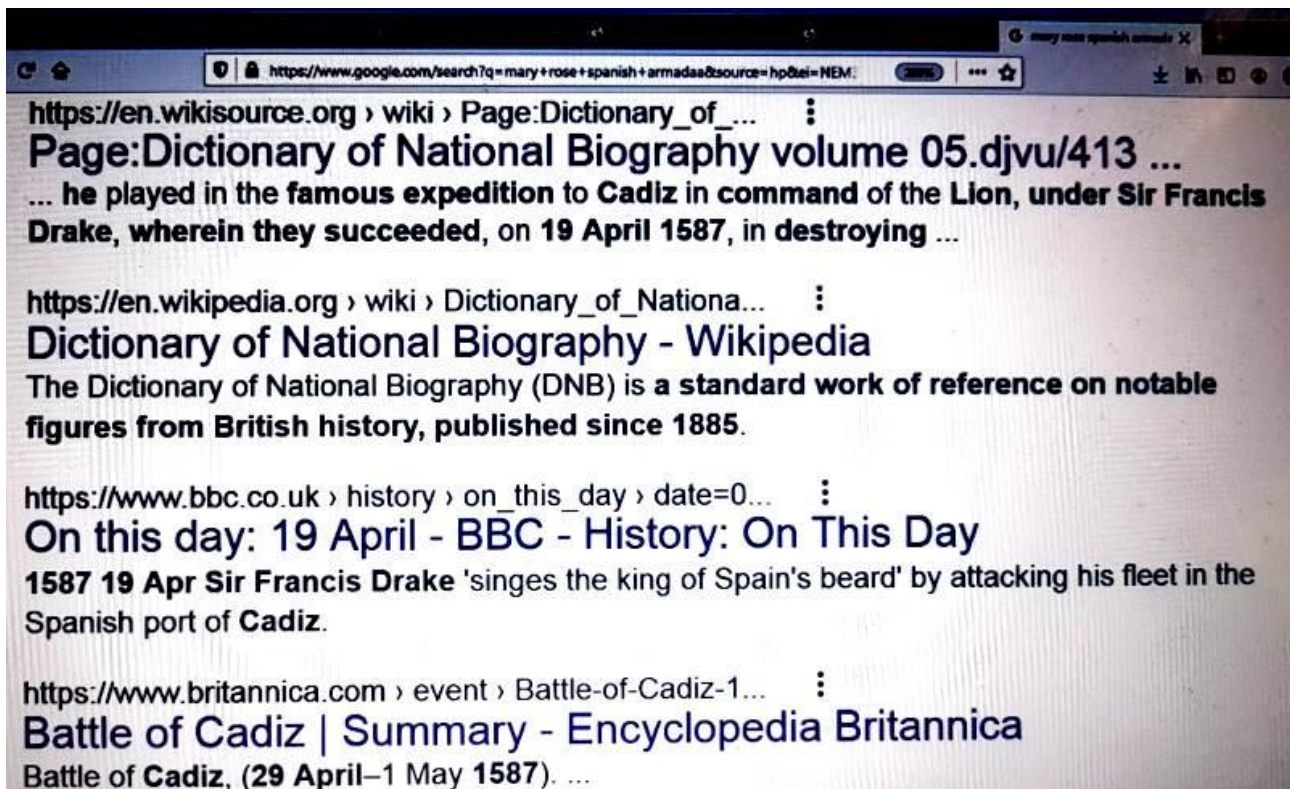 mary rose spanish armada
https://www.google.com/search?q=mary+rose+spanish+armadaa&source=hp&ei=NEM
https://en.wikisource.org › wiki › Page:Dictionary_of_...
Page:Dictionary of National Biography volume 05.djvu/413 ...
... he played in the famous expedition to Cadiz in command of the Lion, under Sir Francis
Drake, wherein they succeeded, on 19 April 1587, in destroying ...
https://en.wikipedia.org › wiki › Dictionary_of_Nationa...
Dictionary of National Biography - Wikipedia
The Dictionary of National Biography (DNB) is a standard work of reference on notable
figures from British history, published since 1885.
https://www.bbc.co.uk › history › on_this_day › date=0...
On this day: 19 April - BBC - History: On This Day
1587 19 Apr Sir Francis Drake 'singes the king of Spain's beard' by attacking his fleet in the
Spanish port of Cadiz.
https://www.britannica.com › event › Battle-of-Cadiz-1...
Battle of Cadiz | Summary - Encyclopedia Britannica
Battle of Cadiz, (29 April–1 May 1587). ...